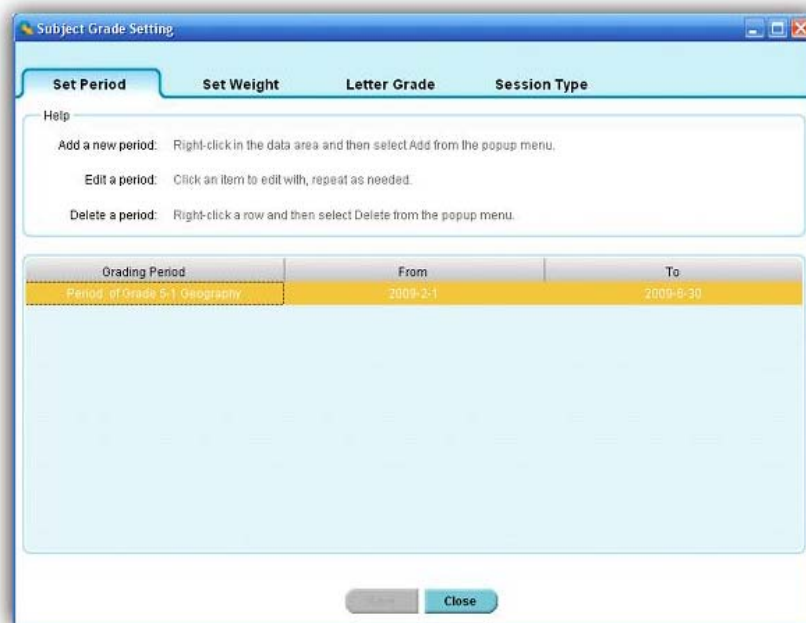 Subject Grade Setting
Set Period Set Weight Letter Grade Session Type
Help
Add a new period: Right-click in the data area and then select Add from the popup menu.
Edit a period: Click an item to edit with, repeat as needed.
Delete a period: Right-click a row and then select Delete from the popup menu.
Grading Period From To
Period of Grade 5-1 Geography 2009-2-1 2009-6-30
Close